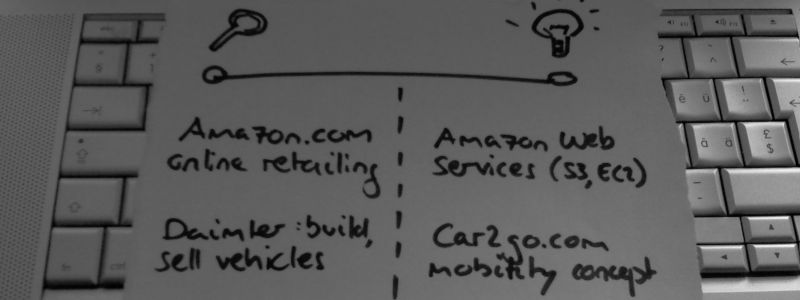 Amazon.com
online retailing
Daimler: build,
sell vehicles
Amazon Web
Services (S3, EC2)
Car2go.com
"mobility concept